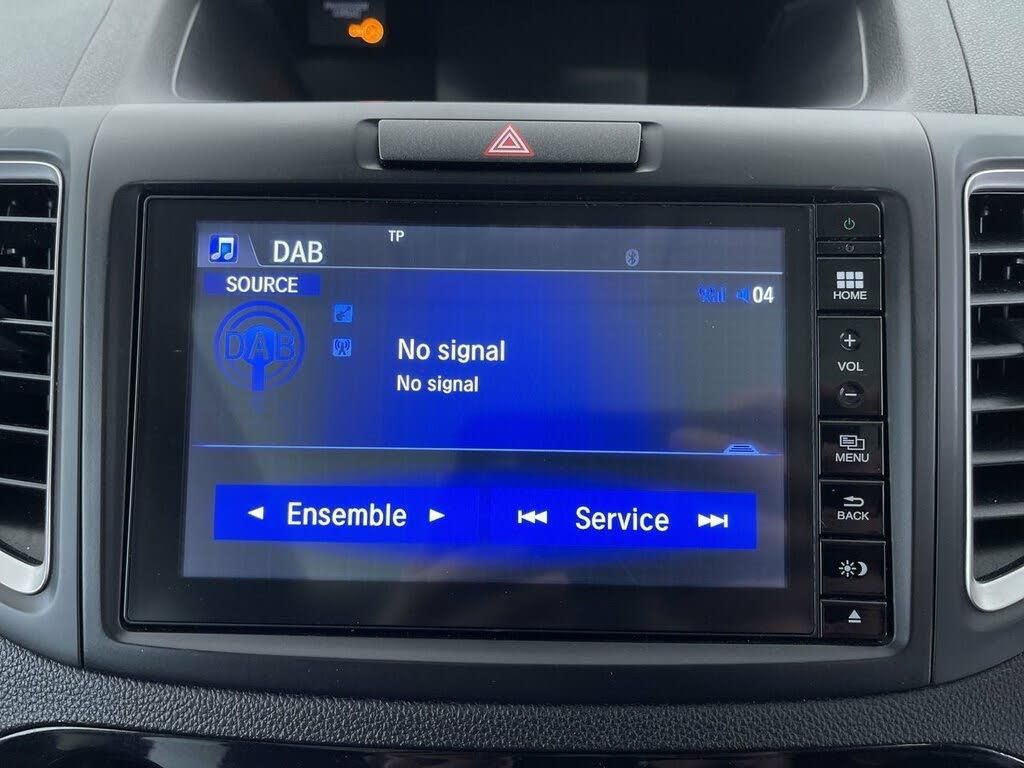 DAB
TP
SOURCE
04
DAB
No signal
No signal
Ensemble
Service
HOME
+
VOL
-
MENU
BACK